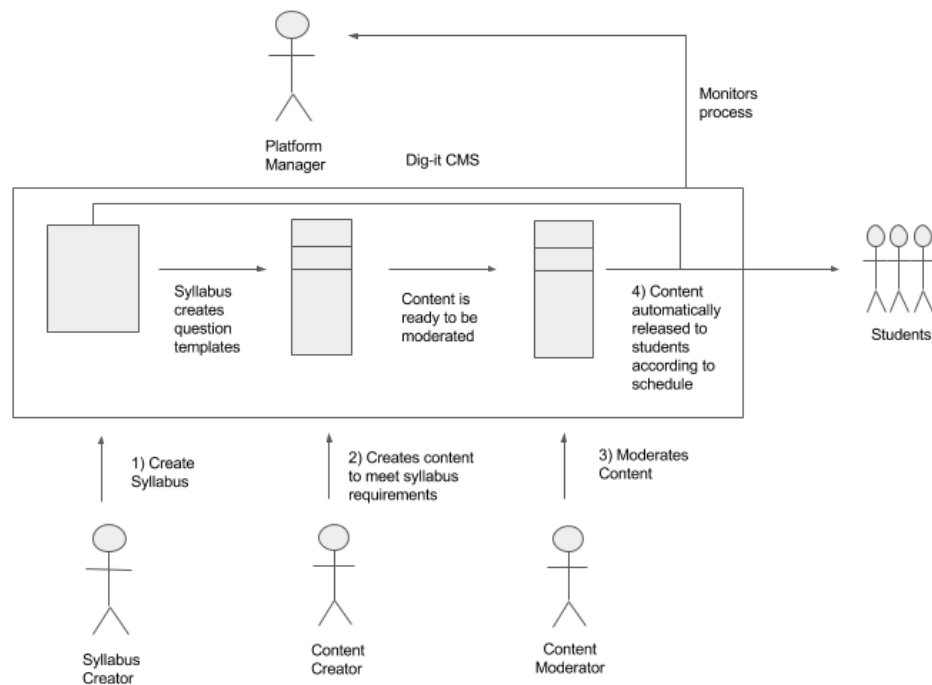 Platform
Manager
Monitors
process
Dig-it CMS
Syllabus
creates
question
templates
Content is
ready to be
moderated
4) Content
automatically
released to
students
according to
schedule
Students
1) Create
Syllabus
2) Creates content
to meet syllabus
requirements
3) Moderates
Content
Syllabus
Creator
Content
Creator
Content
Moderator